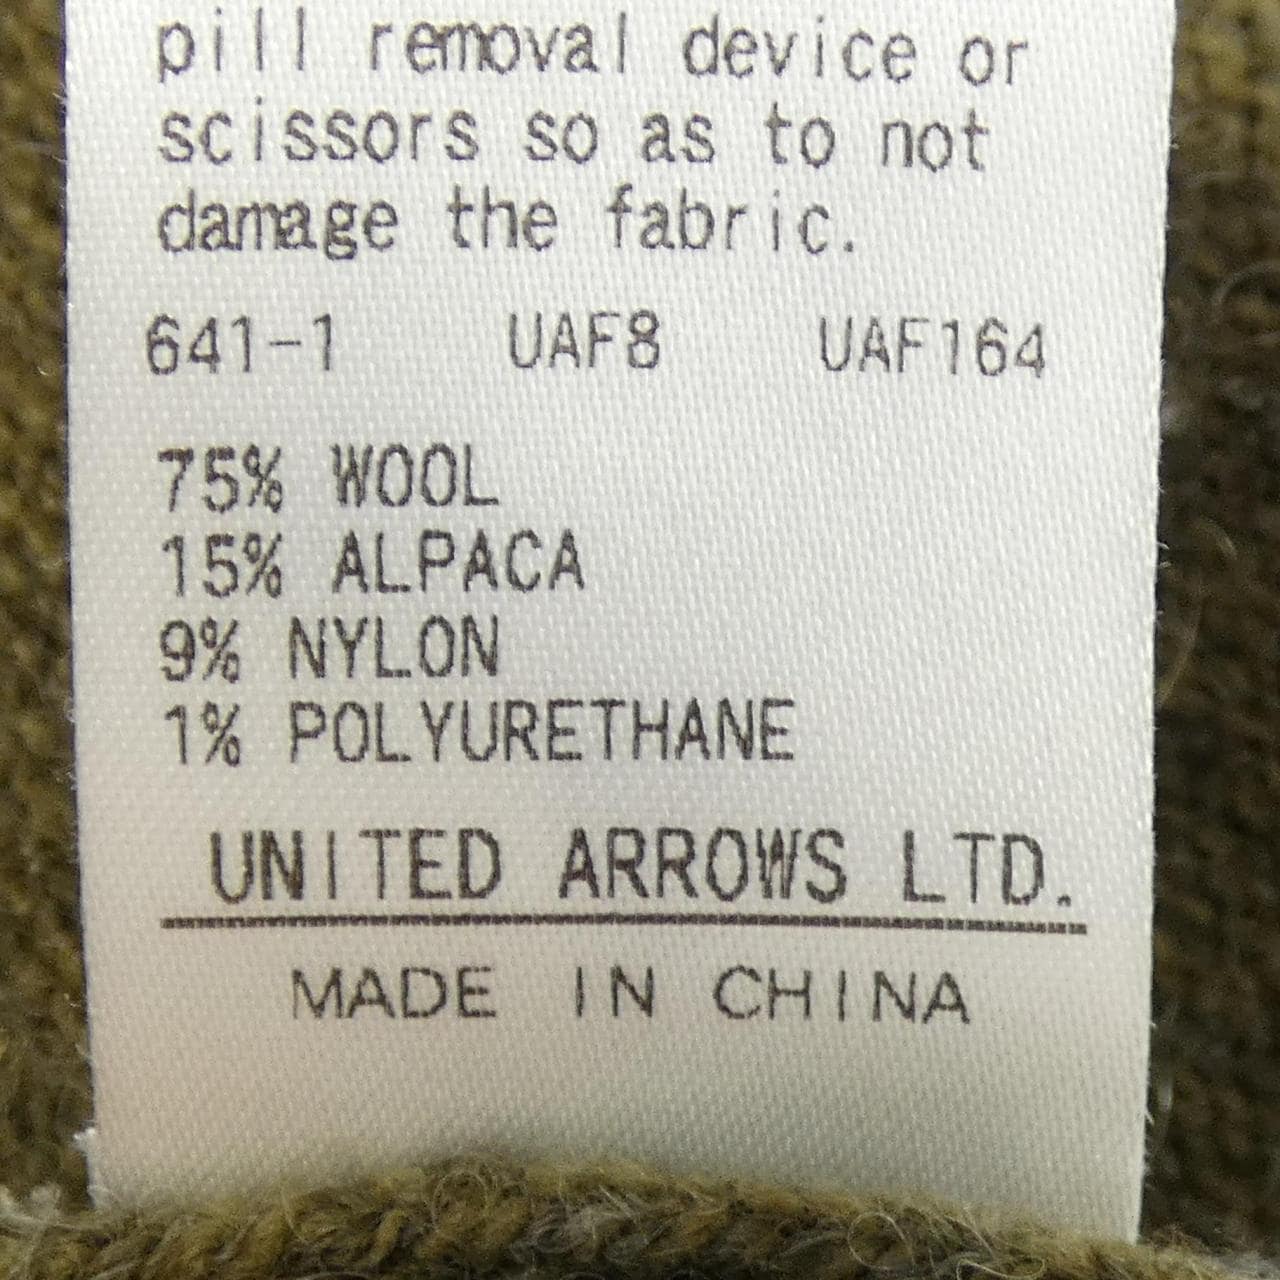 pill removal device or
scissors so as to not
damage the fabric.
641-1 UAF8 UAF164
75% WOOL
15% ALPACA
9% NYLON
1% POLYURETHANE
UNITED ARROWS LTD.
MADE IN CHINA